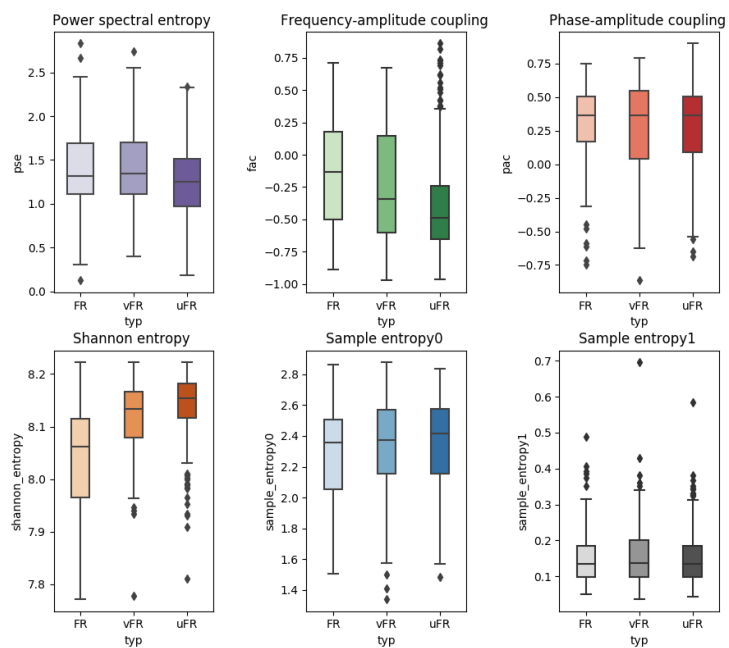 Power spectral entropy
Frequency-amplitude coupling
Phase-amplitude coupling
pse
2.5
2.0
1.5
1.0
0.5
0.0
FR vFR uFR
typ
fac
0.75
0.50
0.25
0.00
−0.25
−0.50
−0.75
−1.00
FR vFR uFR
typ
pac
0.75
0.50
0.25
0.00
−0.25
−0.50
−0.75
FR vFR uFR
typ
Shannon entropy
Sample entropy0
Sample entropy1
shannon_entropy
8.2
8.1
8.0
7.9
7.8
FR vFR uFR
typ
sample_entropy0
2.8
2.6
2.4
2.2
2.0
1.8
1.6
1.4
FR vFR uFR
typ
sample_entropy1
0.7
0.6
0.5
0.4
0.3
0.2
0.1
FR vFR uFR
typ